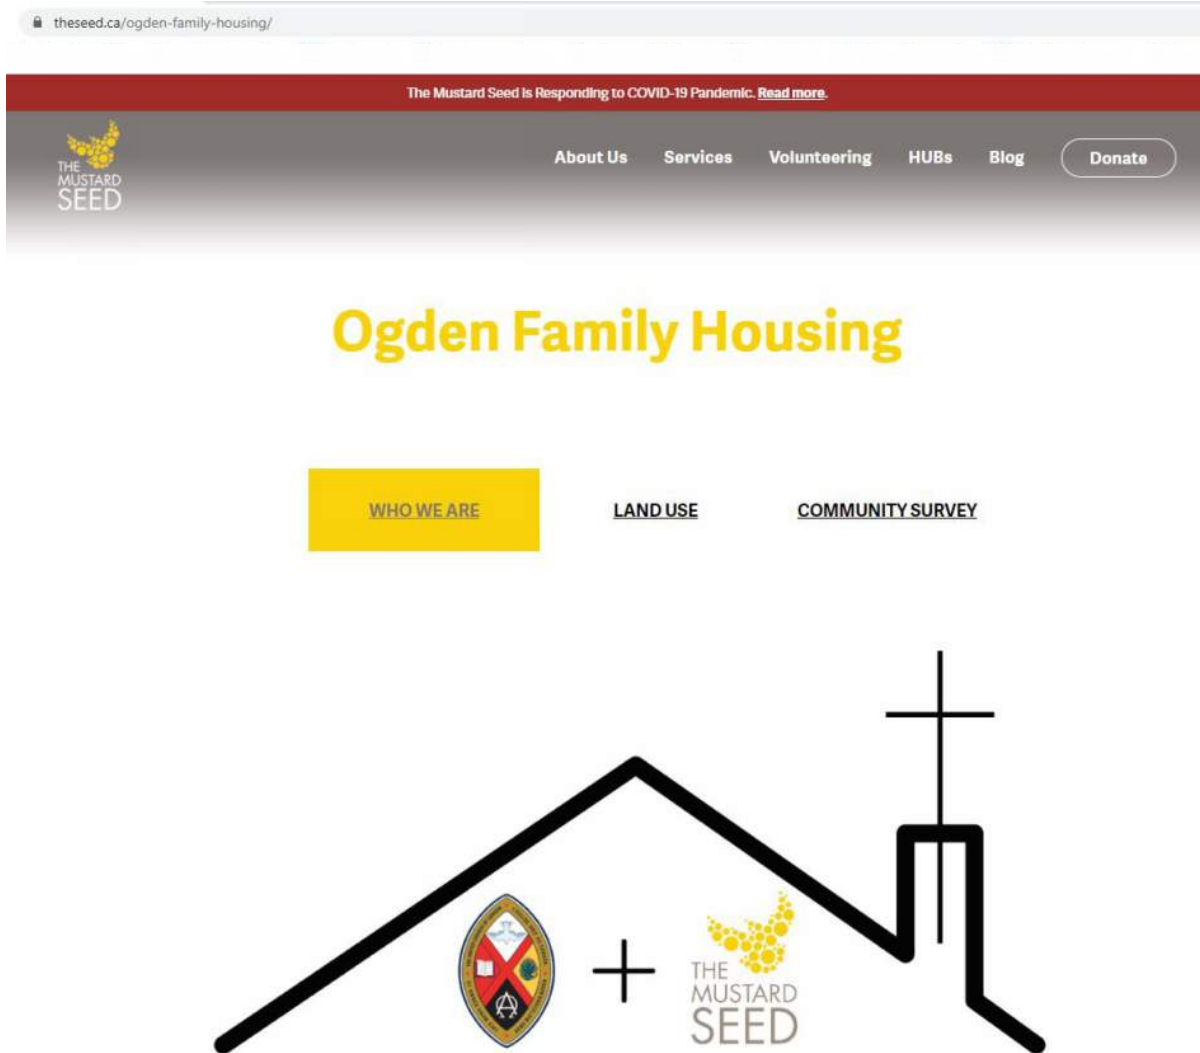 theseed.ca/ogden-family-housing/
The Mustard Seed Is Responding to COVID-19 Pandemic. Read more.
THE
MUSTARD
SEED
About Us Services Volunteering HUBs Blog Donate
Ogden Family Housing
WHO WE ARE LAND USE COMMUNITY SURVEY
THE
MUSTARD
SEED